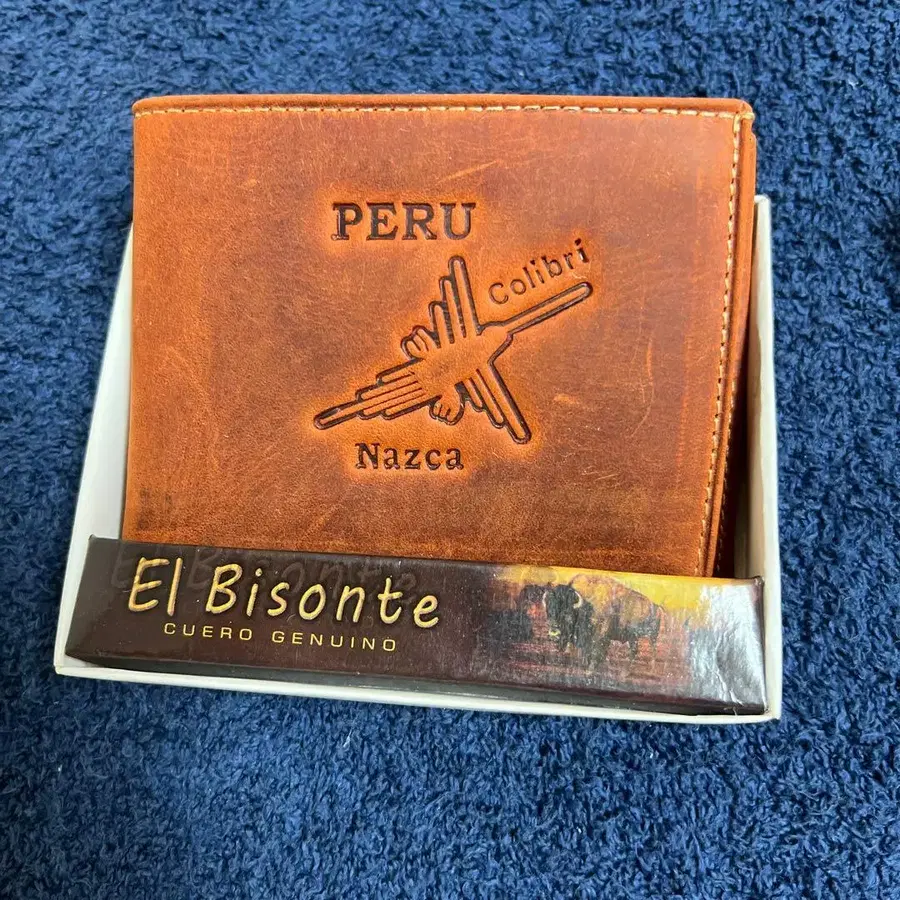 PERU
Colibri
Nazca
El Bisonte
CUERO GENUINO